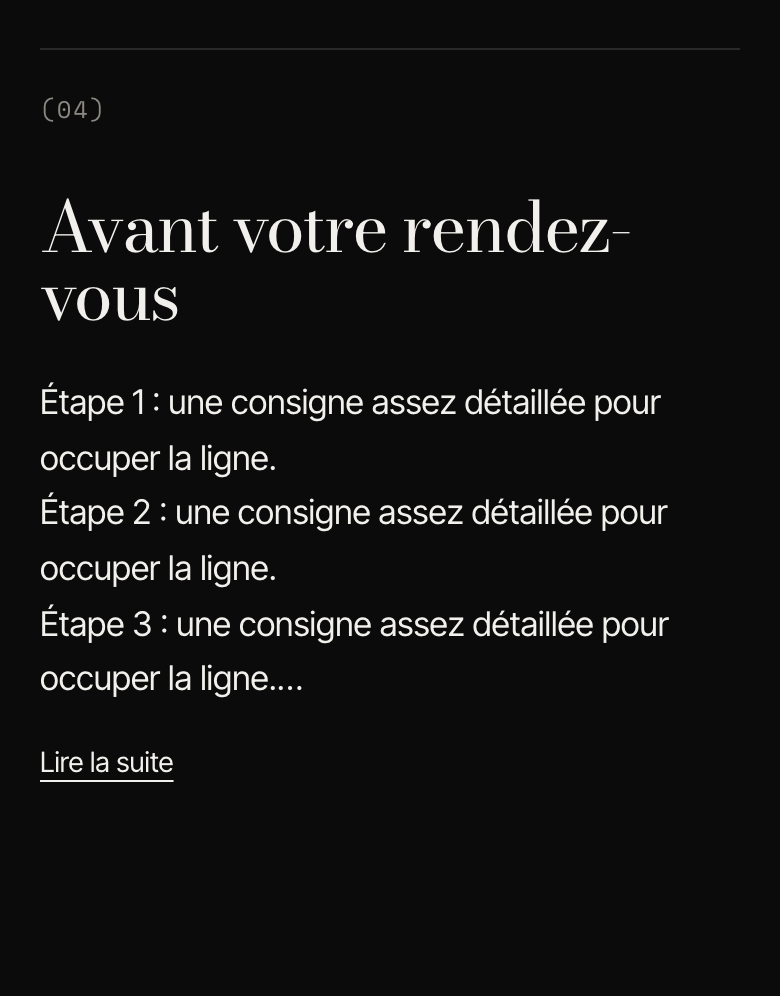 (04)
Avant votre rendez-
vous
Étape 1 : une consigne assez détaillée pour
occuper la ligne.
Étape 2 : une consigne assez détaillée pour
occuper la ligne.
Étape 3 : une consigne assez détaillée pour
occuper la ligne.…
Lire la suite